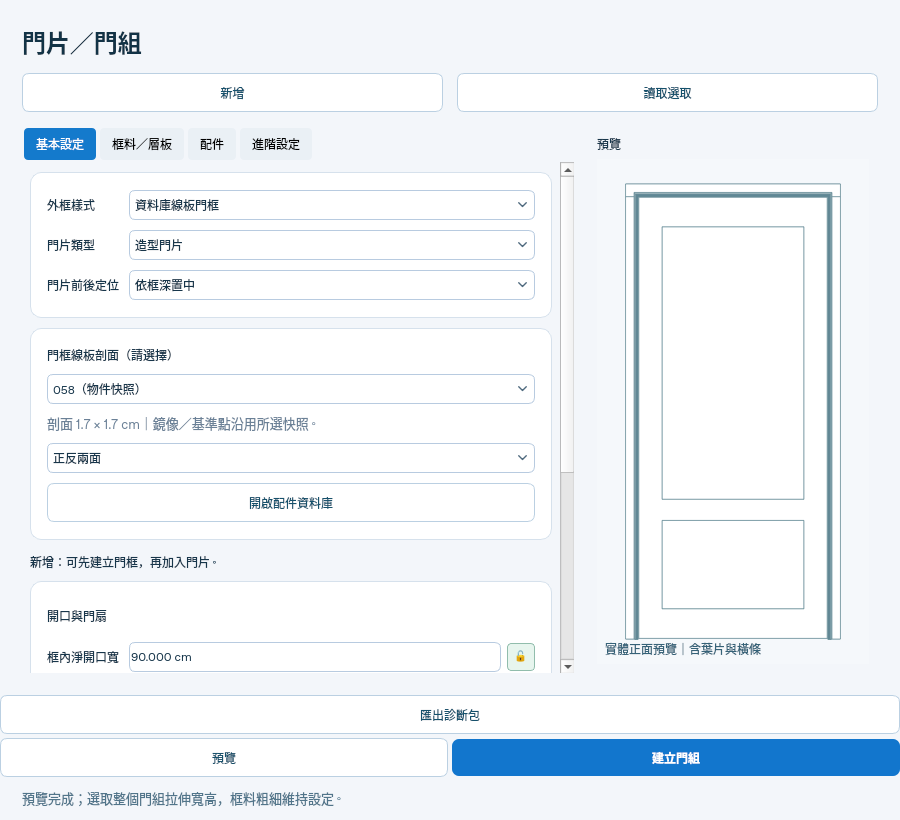 門片／門組
新增
讀取選取
基本設定
框料／層板
配件
進階設定
預覽
外框樣式
資料庫線板門框
門片類型
造型門片
門片前後定位
依框深置中
門框線板剖面（請選擇）
058（物件快照）
剖面 1.7 × 1.7 cm｜鏡像／基準點沿用所選快照。
正反兩面
開啟配件資料庫
新增：可先建立門框，再加入門片。
開口與門扇
框內淨開口寬
90.000 cm
實體正面預覽｜含葉片與橫條
匯出診斷包
預覽
建立門組
預覽完成；選取整個門組拉伸寬高，框料粗細維持設定。